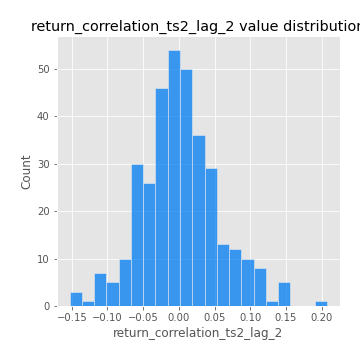 return_correlation_ts2_lag_2 value distribution
50
40
30
20
10
0
Count
−0.15 −0.10 −0.05 0.00 0.05 0.10 0.15 0.20
return_correlation_ts2_lag_2